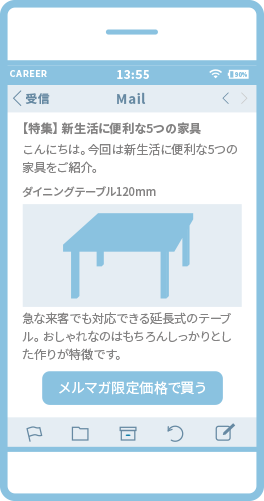 CAREER 13:55 90%
受信 Mail
【特集】新生活に便利な5つの家具
こんにちは。今回は新生活に便利な5つの
家具をご紹介。
ダイニングテーブル120mm
急な来客でも対応できる延長式のテーブ
ル。おしゃれなのはもちろんしっかりとし
た作りが特徴です。
メルマガ限定価格で買う